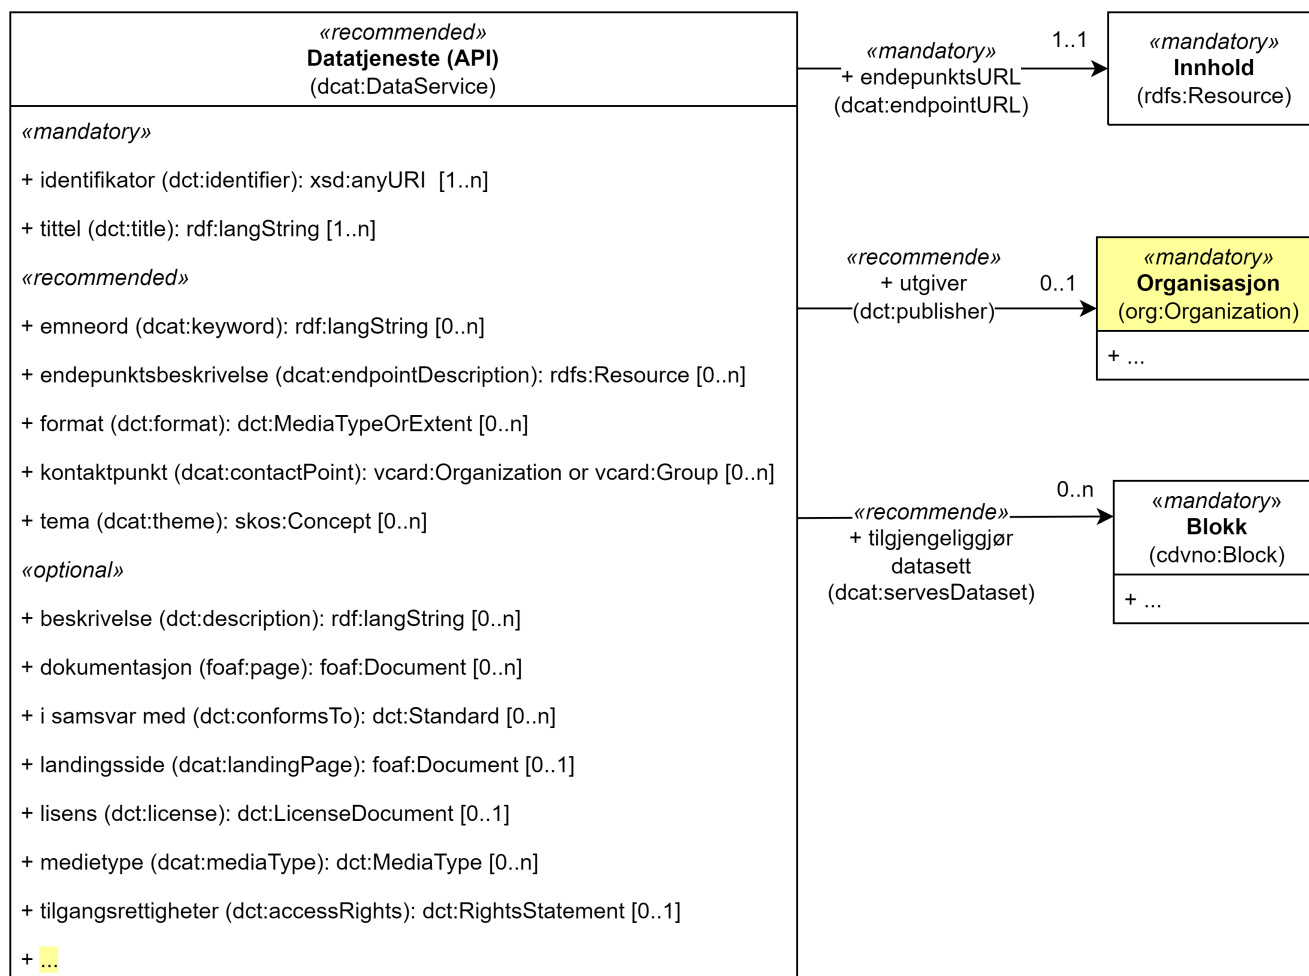 «recommended»
Datatjeneste (API)
(dcat:DataService)
«mandatory»
+ identifikator (dct:identifier): xsd:anyURI  [1..n]
+ tittel (dct:title): rdf:langString [1..n]
«recommended»
+ emneord (dcat:keyword): rdf:langString [0..n]
+ endepunktsbeskrivelse (dcat:endpointDescription): rdfs:Resource [0..n]
+ format (dct:format): dct:MediaTypeOrExtent [0..n]
+ kontaktpunkt (dcat:contactPoint): vcard:Organization or vcard:Group [0..n]
+ tema (dcat:theme): skos:Concept [0..n]
«optional»
+ beskrivelse (dct:description): rdf:langString [0..n]
+ dokumentasjon (foaf:page): foaf:Document [0..n]
+ i samsvar med (dct:conformsTo): dct:Standard [0..n]
+ landingsside (dcat:landingPage): foaf:Document [0..1]
+ lisens (dct:license): dct:LicenseDocument [0..1]
+ medietype (dcat:mediaType): dct:MediaType [0..n]
+ tilgangsrettigheter (dct:accessRights): dct:RightsStatement [0..1]
+ ...
«mandatory»
+ endepunktsURL
(dcat:endpointURL)
1..1
«mandatory»
Innhold
(rdfs:Resource)
«recommende»
+ utgiver
(dct:publisher)
0..1
«mandatory»
Organisasjon
(org:Organization)
+ ...
«recommende»
+ tilgjengeliggjør
datasett
(dcat:servesDataset)
0..n
«mandatory»
Blokk
(cdvno:Block)
+ ...